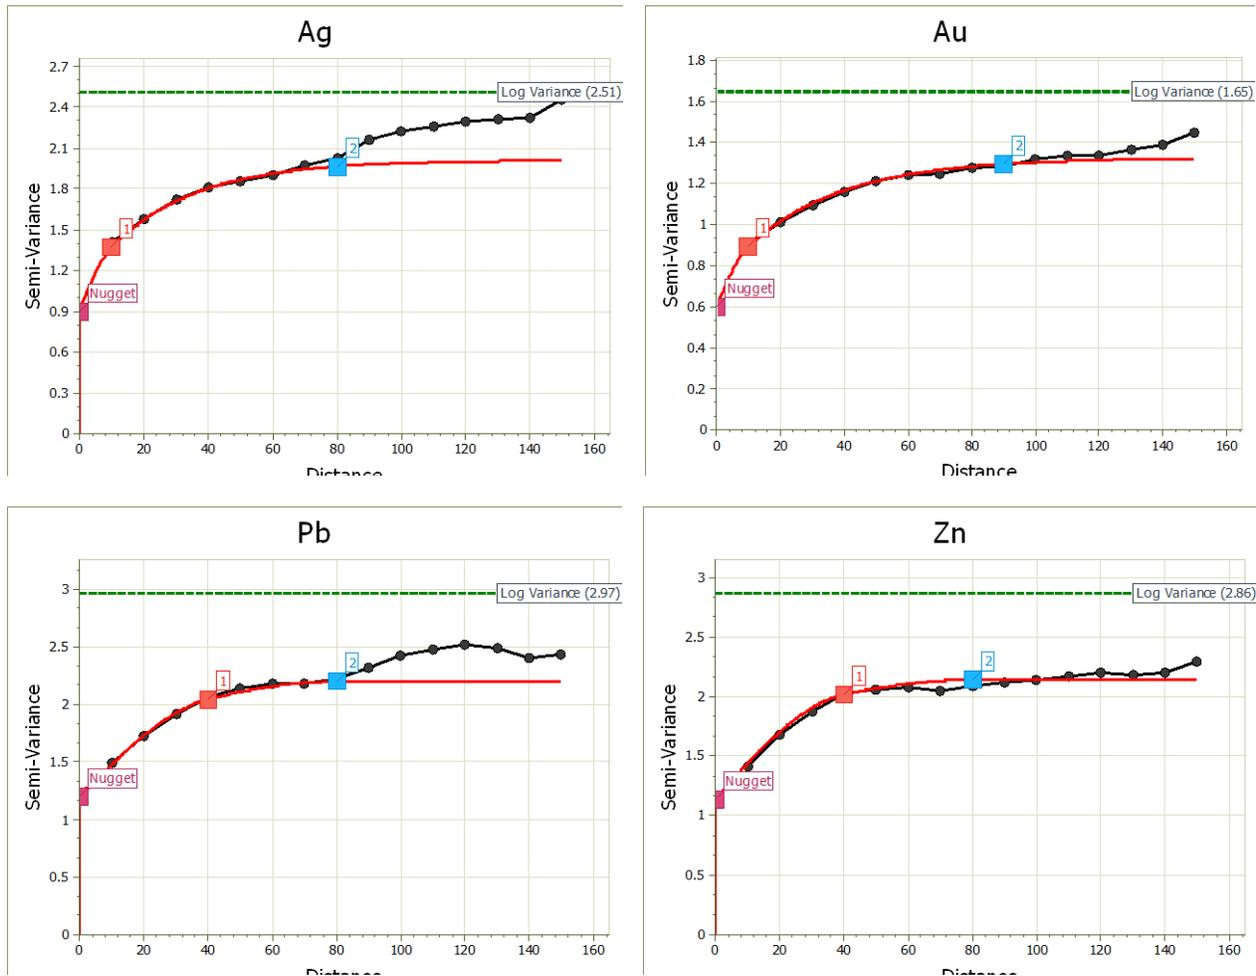 Ag
Semi-Variance
2.7
2.4
2.1
1.8
1.5
1.2
0.9
0.6
0.3
0
Log Variance (2.51)
2
1
Nugget
0 20 40 60 80 100 120 140 160
Distance
Au
Semi-Variance
1.8
1.6
1.4
1.2
1
0.8
0.6
0.4
0.2
0
Log Variance (1.65)
2
1
Nugget
0 20 40 60 80 100 120 140 160
Distance
Pb
Semi-Variance
3
2.5
2
1.5
1
0.5
0
Log Variance (2.97)
2
1
Nugget
0 20 40 60 80 100 120 140 160
Distance
Zn
Semi-Variance
3
2.5
2
1.5
1
0.5
0
Log Variance (2.86)
2
1
Nugget
0 20 40 60 80 100 120 140 160
Distance